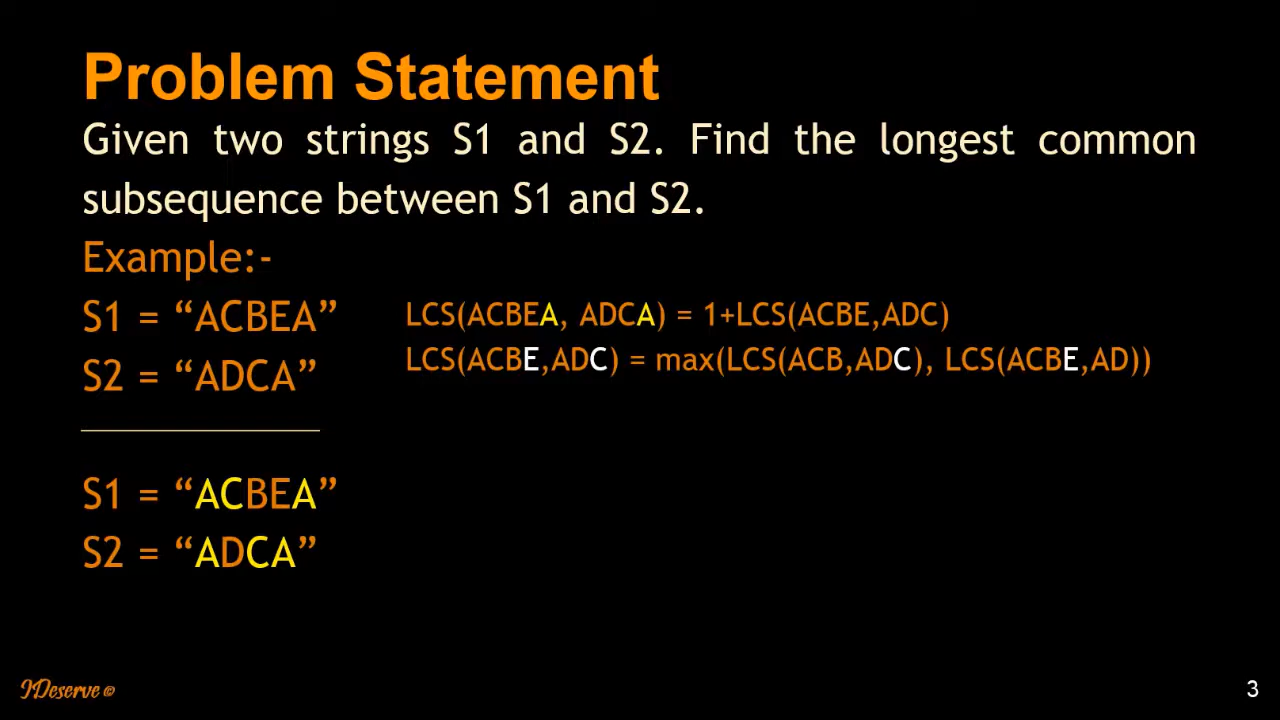 Problem Statement
Given two strings S1 and S2. Find the longest common
subsequence between S1 and S2.
Example:-
S1 = “ACBEA”
S2 = “ADCA”
LCS(ACBEA, ADCA) = 1+LCS(ACBE,ADC)
LCS(ACBE,ADC) = max(LCS(ACB,ADC), LCS(ACBE,AD))
S1 = “ACBEA”
S2 = “ADCA”
IDeserve ©
3